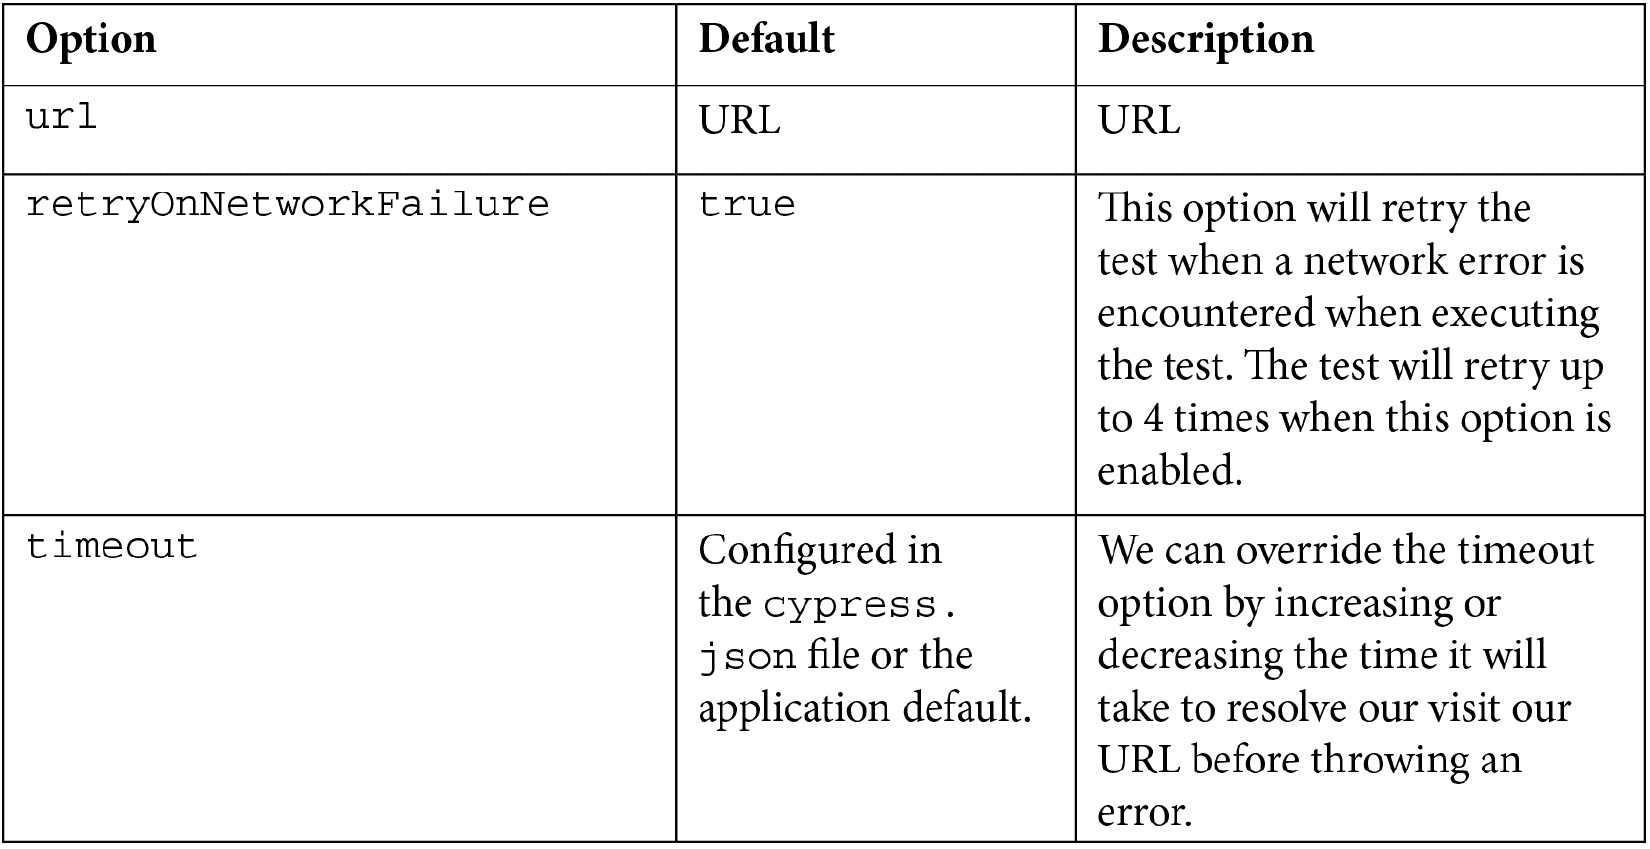 Option
Default
Description
url
URL
URL
retryOnNetworkFailure
true
This option will retry the
test when a network error is
encountered when executing
the test. The test will retry up
to 4 times when this option is
enabled.
timeout
Configured in
the cypress.
json file or the
application default.
We can override the timeout
option by increasing or
decreasing the time it will
take to resolve our visit our
URL before throwing an
error.